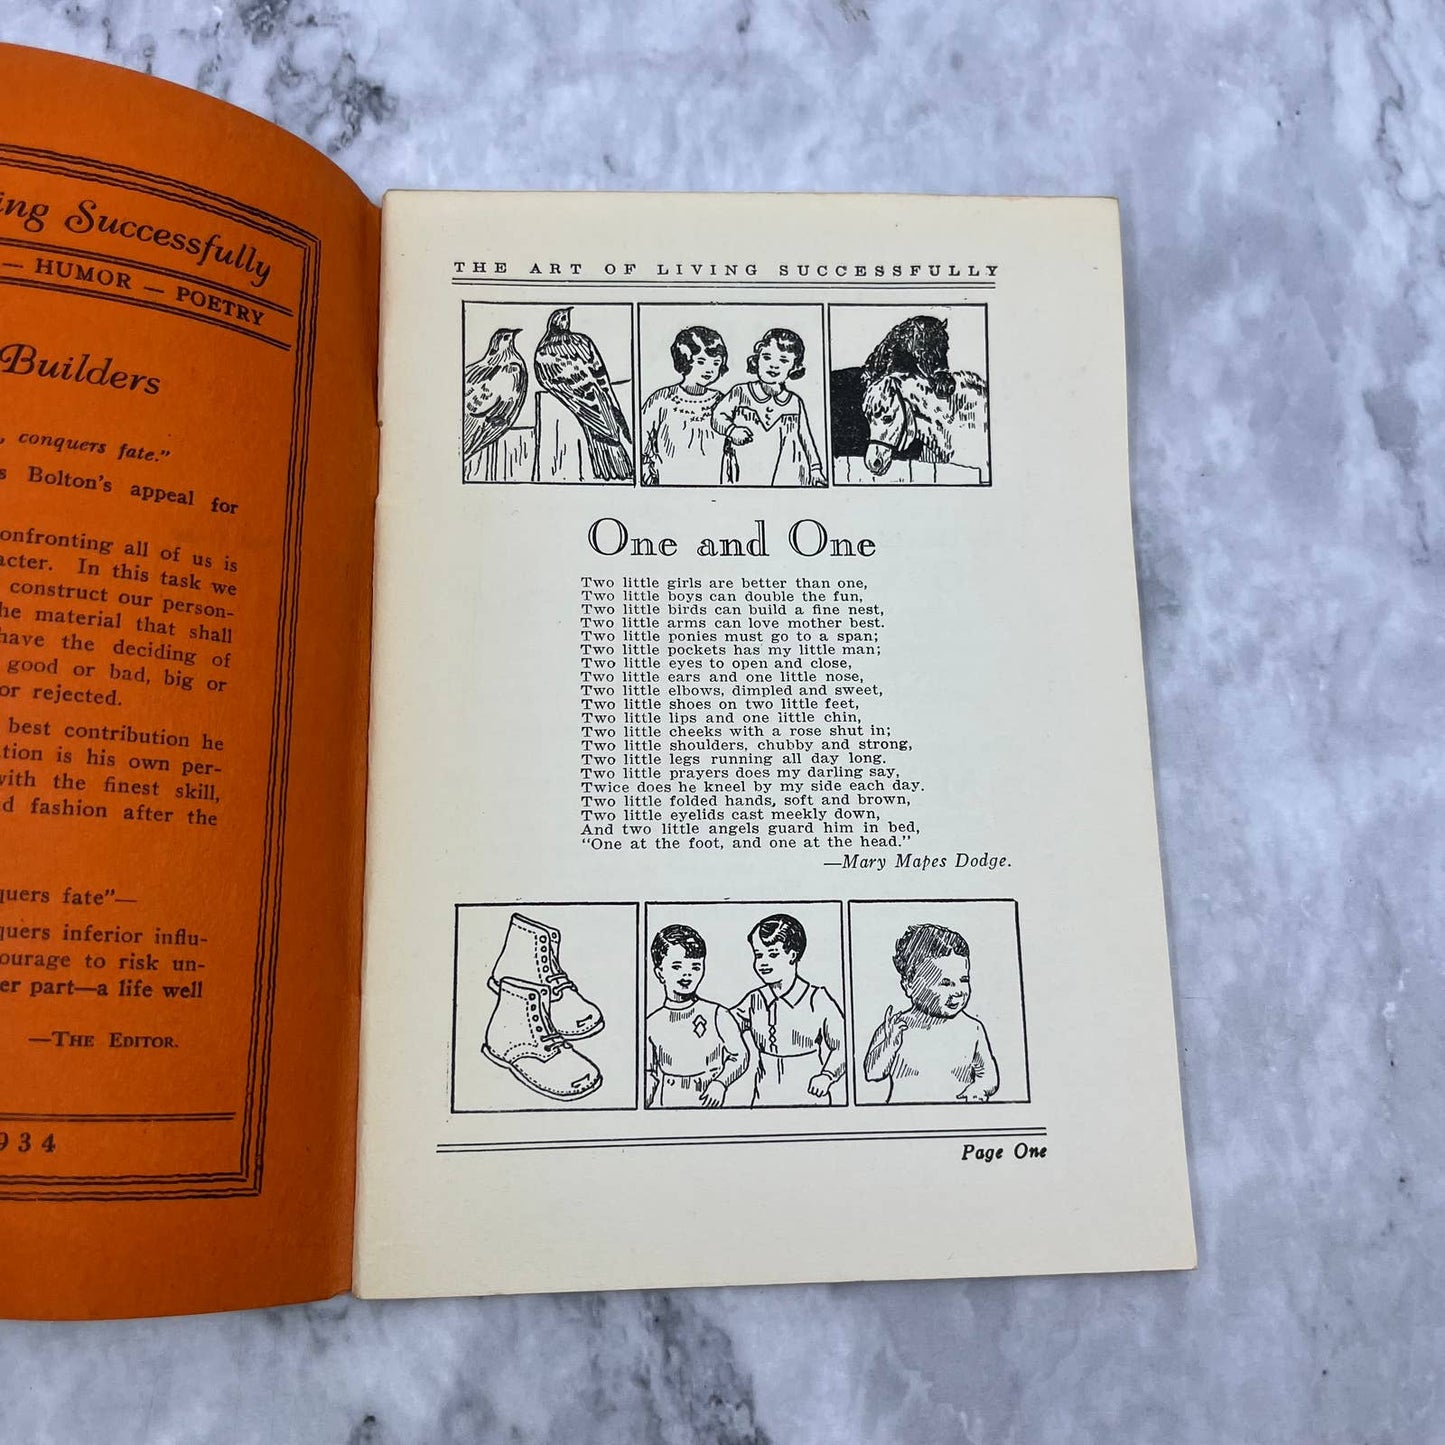 ing Successfully
— HUMOR — POETRY
Builders
, conquers fate."
s Bolton's appeal for
onfronting all of us is
acter. In this task we
construct our person-
he material that shall
have the deciding of
good or bad, big or
or rejected.
best contribution he
ation is his own per-
with the finest skill,
d fashion after the
quers fate"—
quers inferior influ-
ourage to risk un-
er part—a life well
—THE EDITOR.
934
THE ART OF LIVING SUCCESSFULLY
One and One
Two little girls are better than one,
Two little boys can double the fun,
Two little birds can build a fine nest,
Two little arms can love mother best.
Two little ponies must go to a span;
Two little pockets has my little man;
Two little eyes to open and close,
Two little ears and one little nose,
Two little elbows, dimpled and sweet,
Two little shoes on two little feet,
Two little lips and one little chin,
Two little cheeks with a rose shut in;
Two little shoulders, chubby and strong,
Two little legs running all day long.
Two little prayers does my darling say,
Twice does he kneel by my side each day.
Two little folded hands, soft and brown,
Two little eyelids cast meekly down,
And two little angels guard him in bed,
"One at the foot, and one at the head."
—Mary Mapes Dodge.
Page One